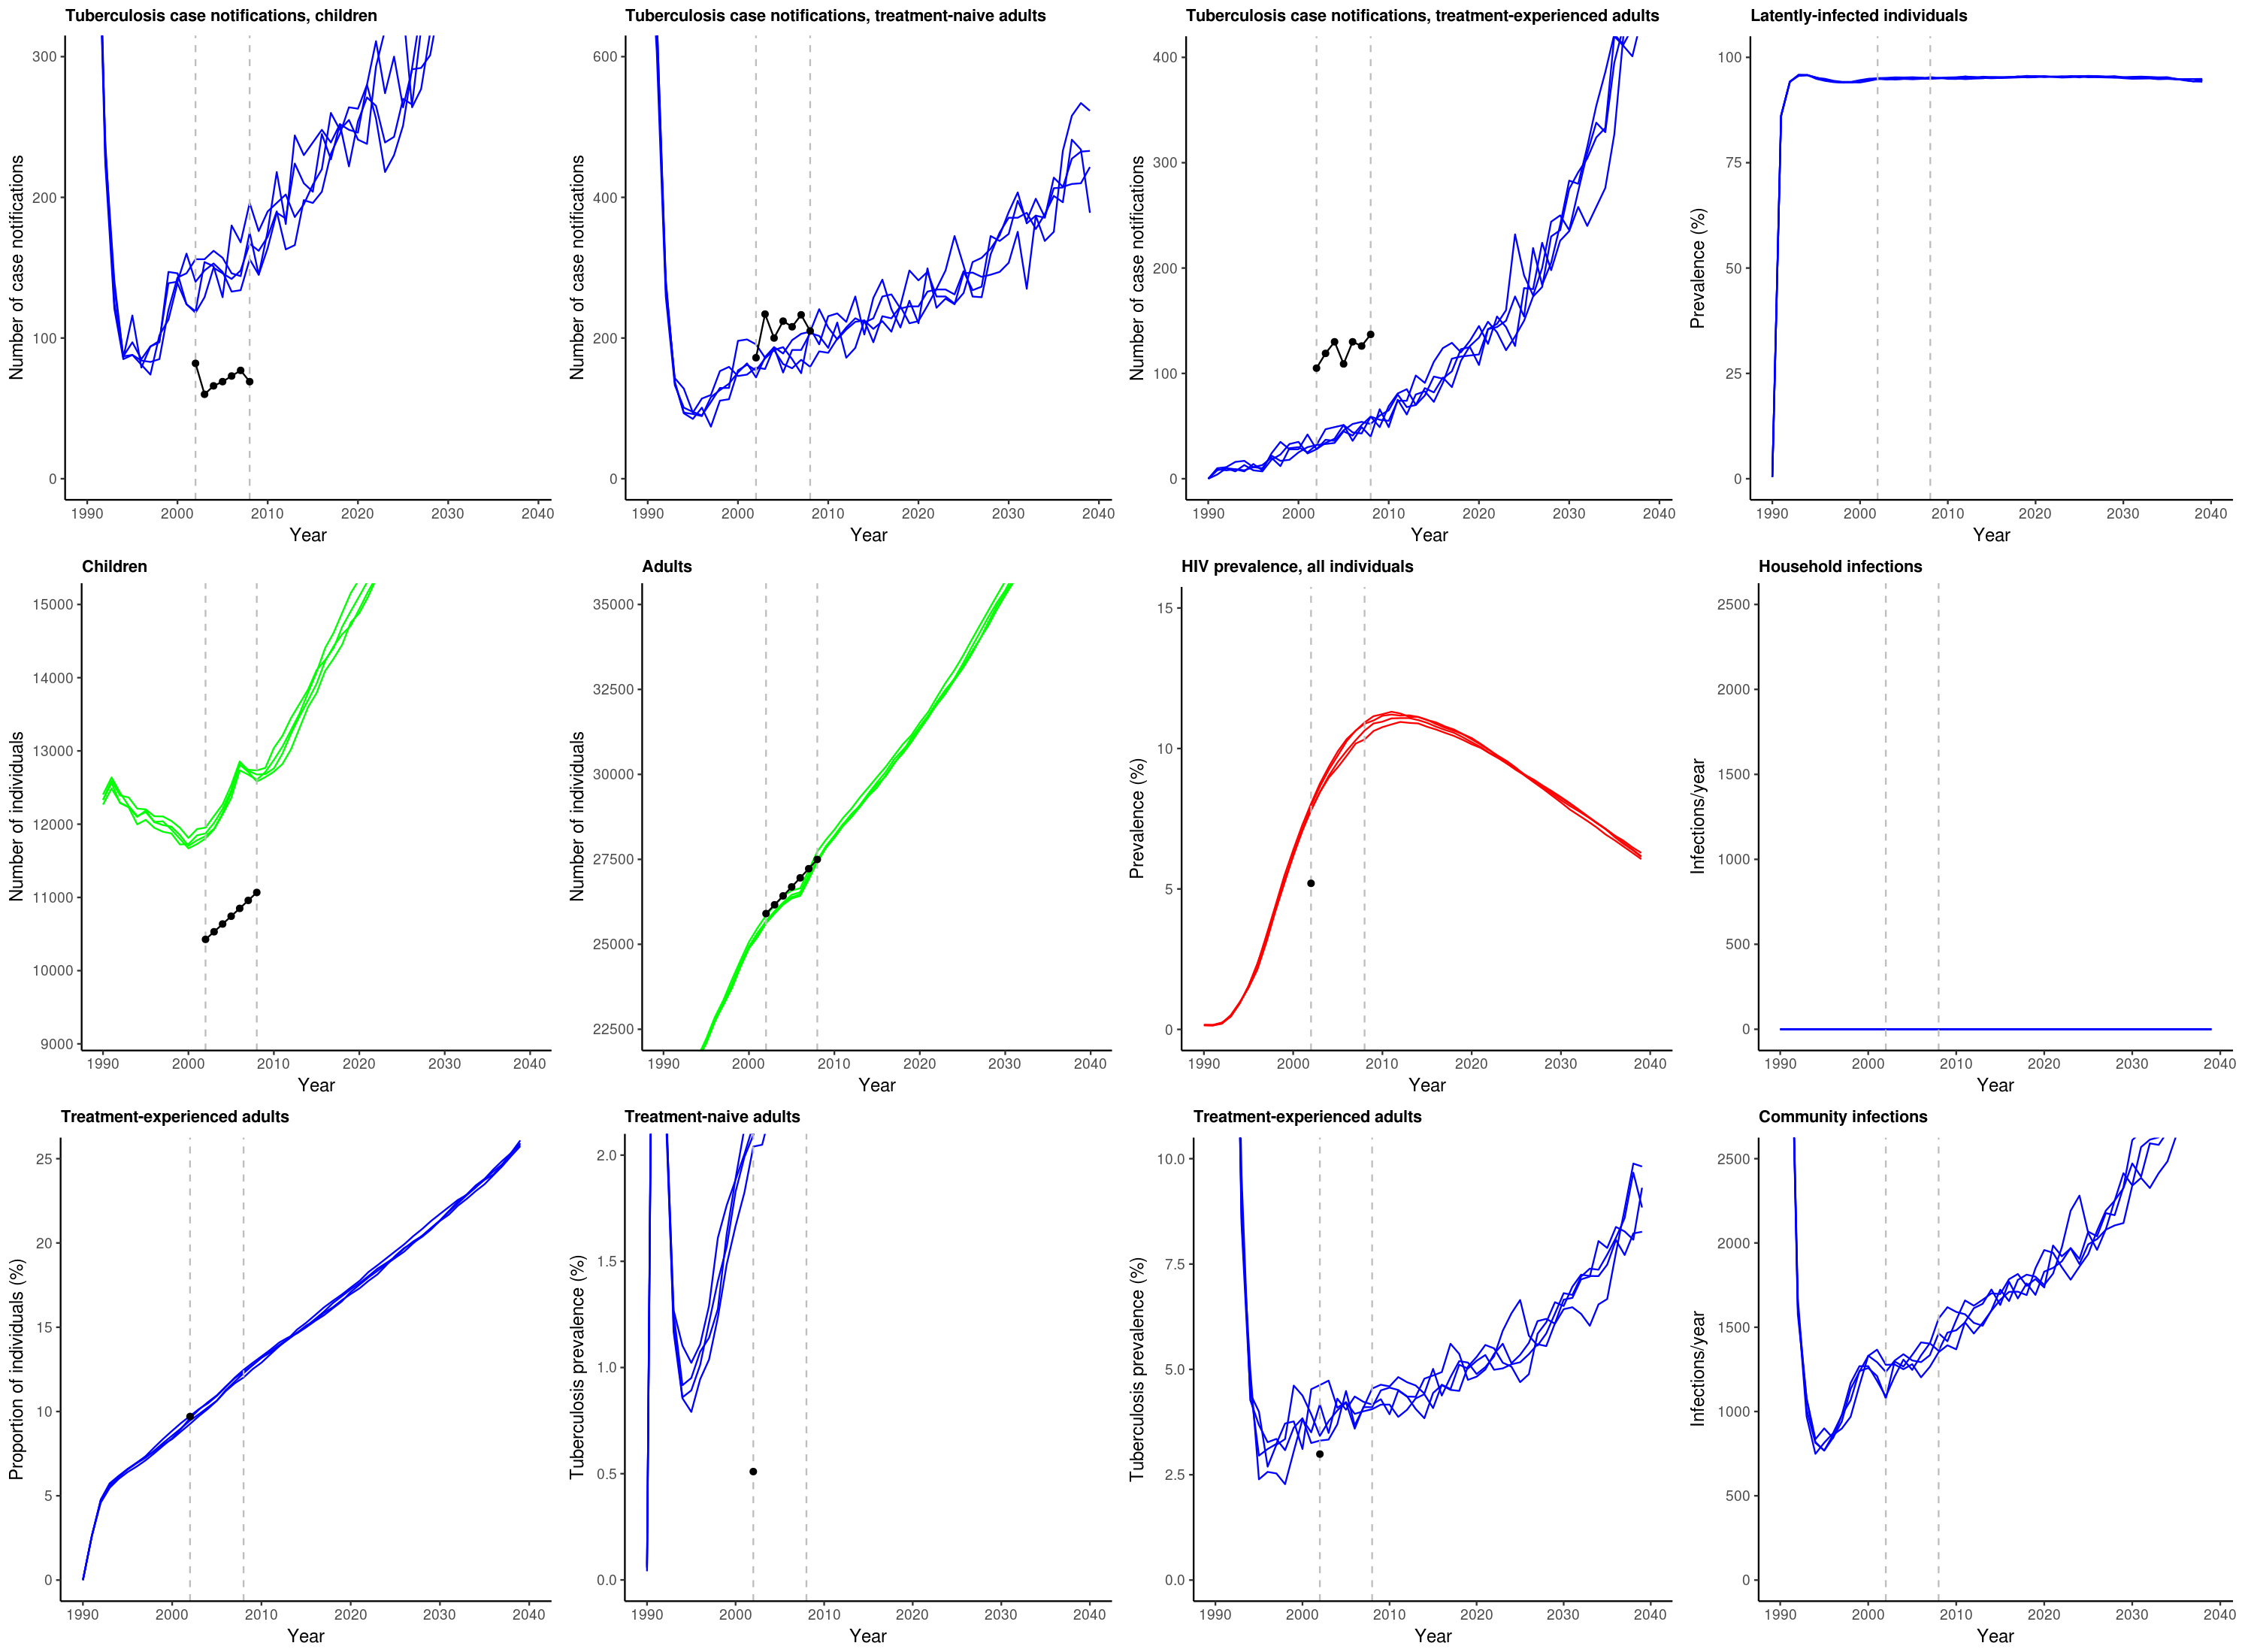 Tuberculosis case notifications, children
Number of case notifications
300
200
100
0
1990 2000 2010 2020 2030 2040
Year
Tuberculosis case notifications, treatment-naive adults
Number of case notifications
600
400
200
0
1990 2000 2010 2020 2030 2040
Year
Tuberculosis case notifications, treatment-experienced adults
Number of case notifications
400
300
200
100
0
1990 2000 2010 2020 2030 2040
Year
Latently-infected individuals
Prevalence (%)
100
75
50
25
0
1990 2000 2010 2020 2030 2040
Year
Children
Number of individuals
15000
14000
13000
12000
11000
10000
9000
1990 2000 2010 2020 2030 2040
Year
Adults
Number of individuals
35000
32500
30000
27500
25000
22500
1990 2000 2010 2020 2030 2040
Year
HIV prevalence, all individuals
Prevalence (%)
15
10
5
0
1990 2000 2010 2020 2030 2040
Year
Household infections
Infections/year
2500
2000
1500
1000
500
0
1990 2000 2010 2020 2030 2040
Year
Treatment-experienced adults
Proportion of individuals (%)
25
20
15
10
5
0
1990 2000 2010 2020 2030 2040
Year
Treatment-naive adults
Tuberculosis prevalence (%)
2.0
1.5
1.0
0.5
0.0
1990 2000 2010 2020 2030 2040
Year
Treatment-experienced adults
Tuberculosis prevalence (%)
10.0
7.5
5.0
2.5
0.0
1990 2000 2010 2020 2030 2040
Year
Community infections
Infections/year
2500
2000
1500
1000
500
0
1990 2000 2010 2020 2030 2040
Year